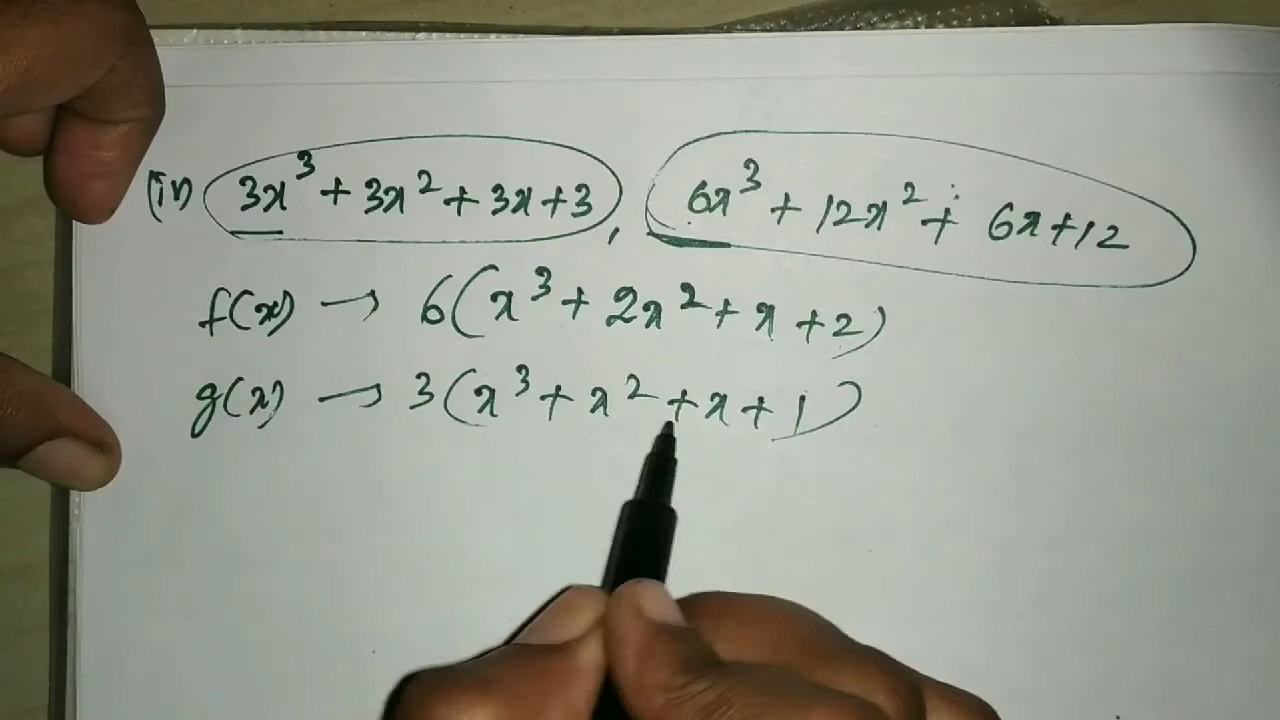 (iv) 3x³ + 3x² + 3x + 3 , 6x³ + 12x² + 6x + 12
f(x) → 6(x³ + 2x² + x + 2)
g(x) → 3(x³ + x² + x + 1)